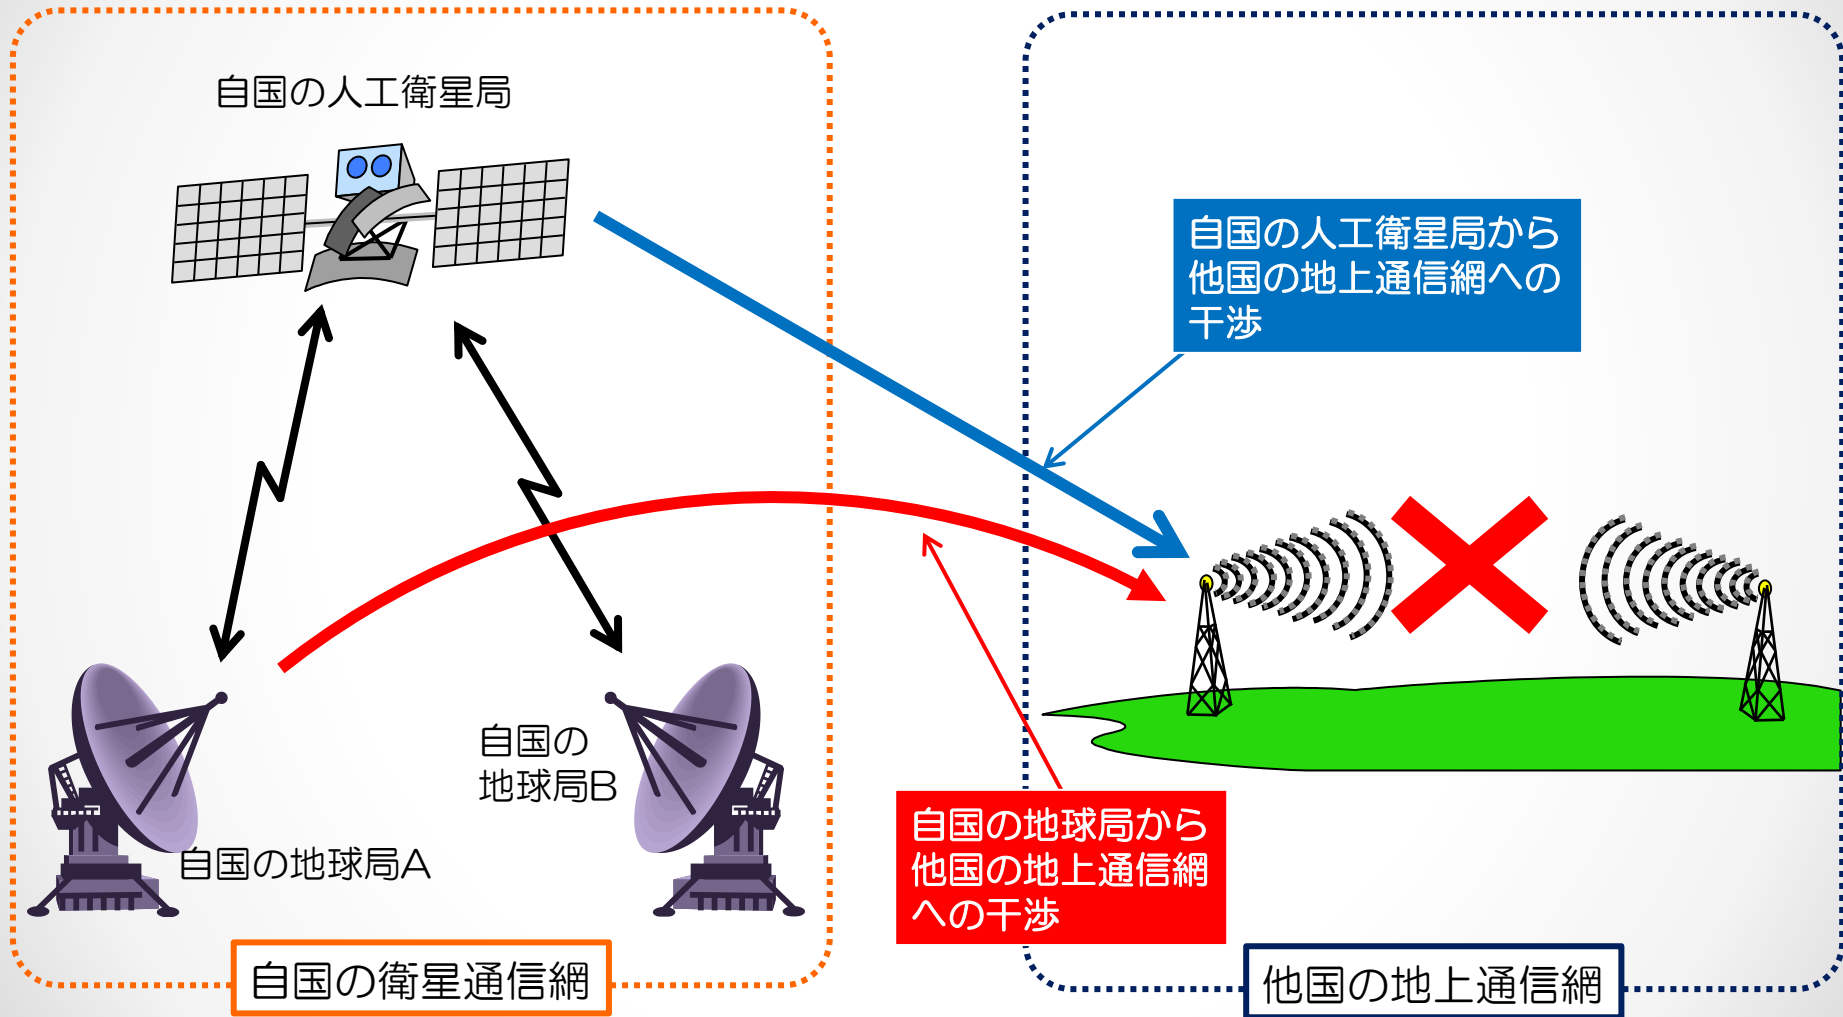 自国の人工衛星局
自国の人工衛星局から
他国の地上通信網への
干渉
自国の
地球局B
自国の地球局A
自国の地球局から
他国の地上通信網
への干渉
自国の衛星通信網
他国の地上通信網